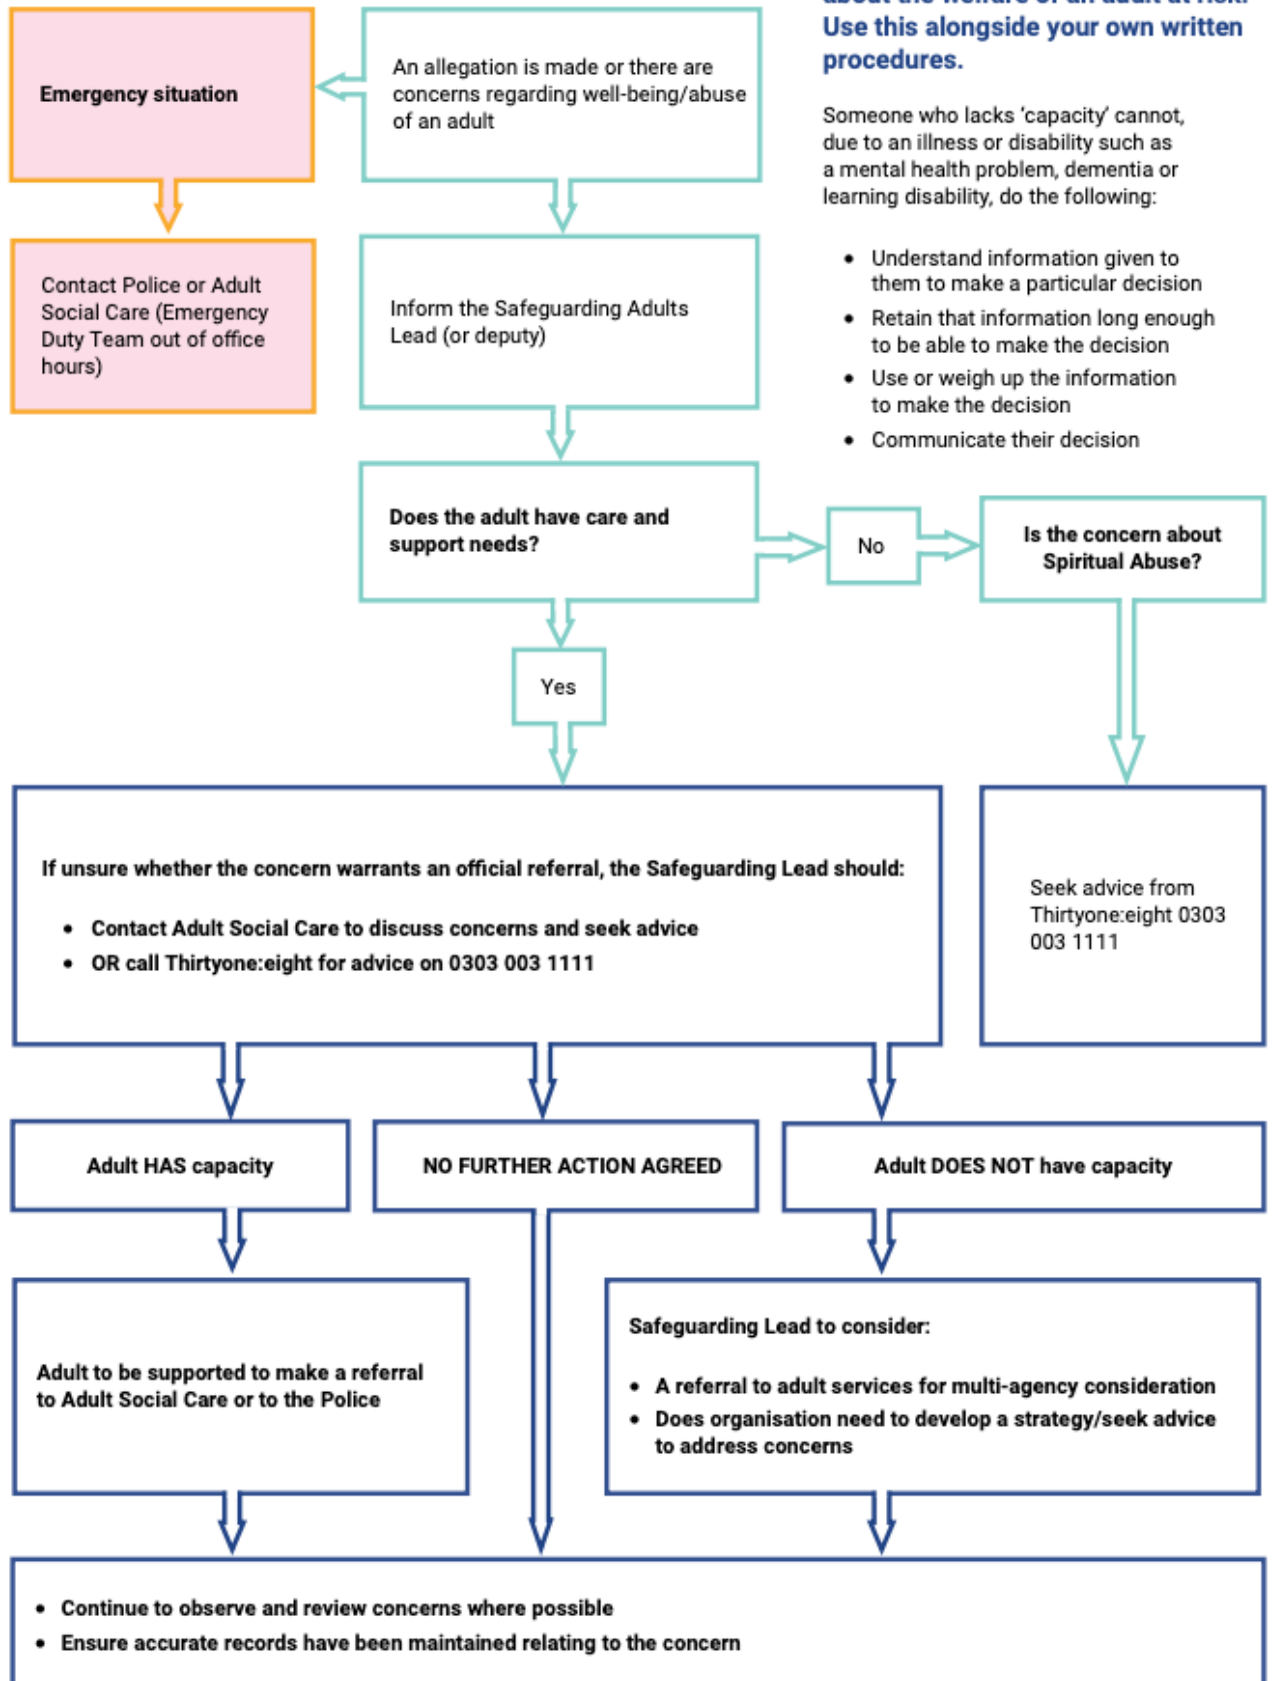 about the welfare of an adult at risk.
Use this alongside your own written
procedures.
Emergency situation
An allegation is made or there are
concerns regarding well-being/abuse
of an adult
Someone who lacks ‘capacity’ cannot,
due to an illness or disability such as
a mental health problem, dementia or
learning disability, do the following:
• Understand information given to
them to make a particular decision
• Retain that information long enough
to be able to make the decision
• Use or weigh up the information
to make the decision
• Communicate their decision
Contact Police or Adult
Social Care (Emergency
Duty Team out of office
hours)
Inform the Safeguarding Adults
Lead (or deputy)
Does the adult have care and
support needs?
No
Is the concern about
Spiritual Abuse?
Yes
If unsure whether the concern warrants an official referral, the Safeguarding Lead should:
• Contact Adult Social Care to discuss concerns and seek advice
• OR call Thirtyone:eight for advice on 0303 003 1111
Seek advice from
Thirtyone:eight 0303
003 1111
Adult HAS capacity
NO FURTHER ACTION AGREED
Adult DOES NOT have capacity
Adult to be supported to make a referral
to Adult Social Care or to the Police
Safeguarding Lead to consider:
• A referral to adult services for multi-agency consideration
• Does organisation need to develop a strategy/seek advice
to address concerns
• Continue to observe and review concerns where possible
• Ensure accurate records have been maintained relating to the concern